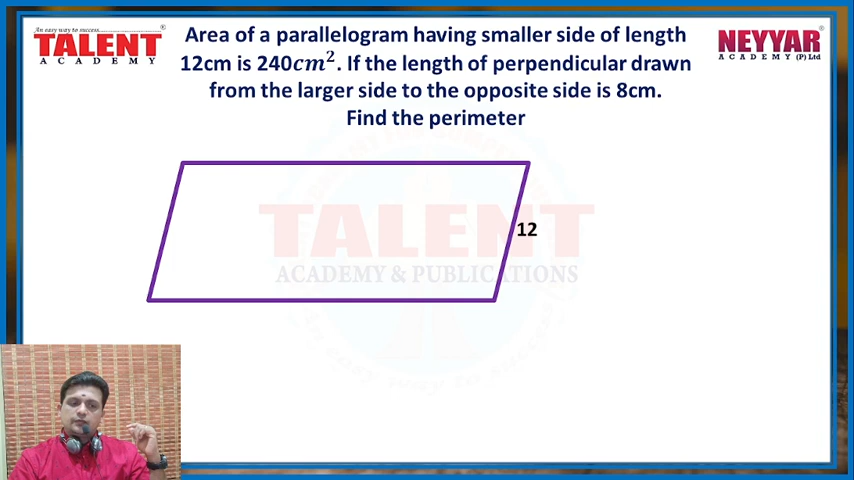 An easy way to success..........
TALENT
ACADEMY
Area of a parallelogram having smaller side of length
12cm is 240𝑐𝑚². If the length of perpendicular drawn
from the larger side to the opposite side is 8cm.
Find the perimeter
NEYYAR
ACADEMY (P) Ltd
12
TALENT
ACADEMY & PUBLICATIONS